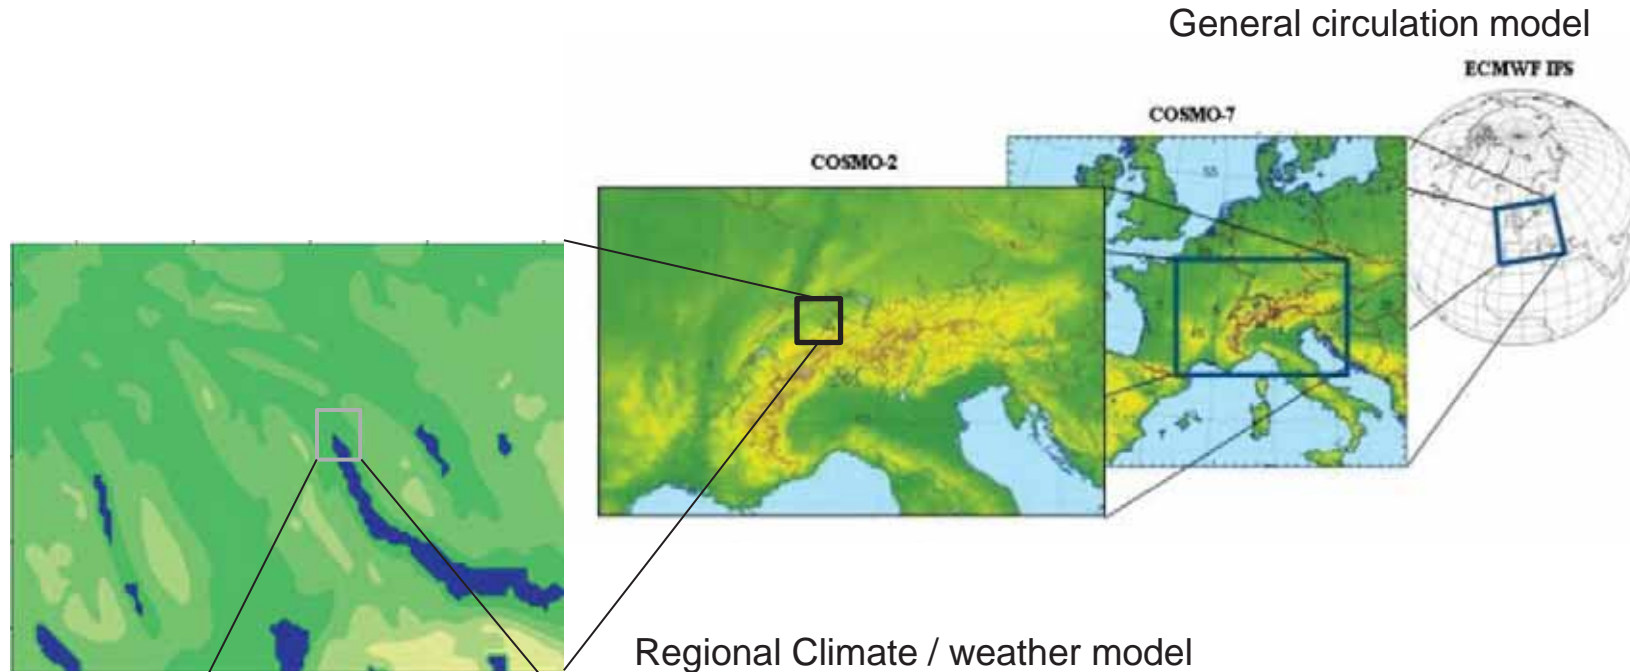 General circulation model
ECMWF IFS
COSMO-7
COSMO-2
Regional Climate / weather model